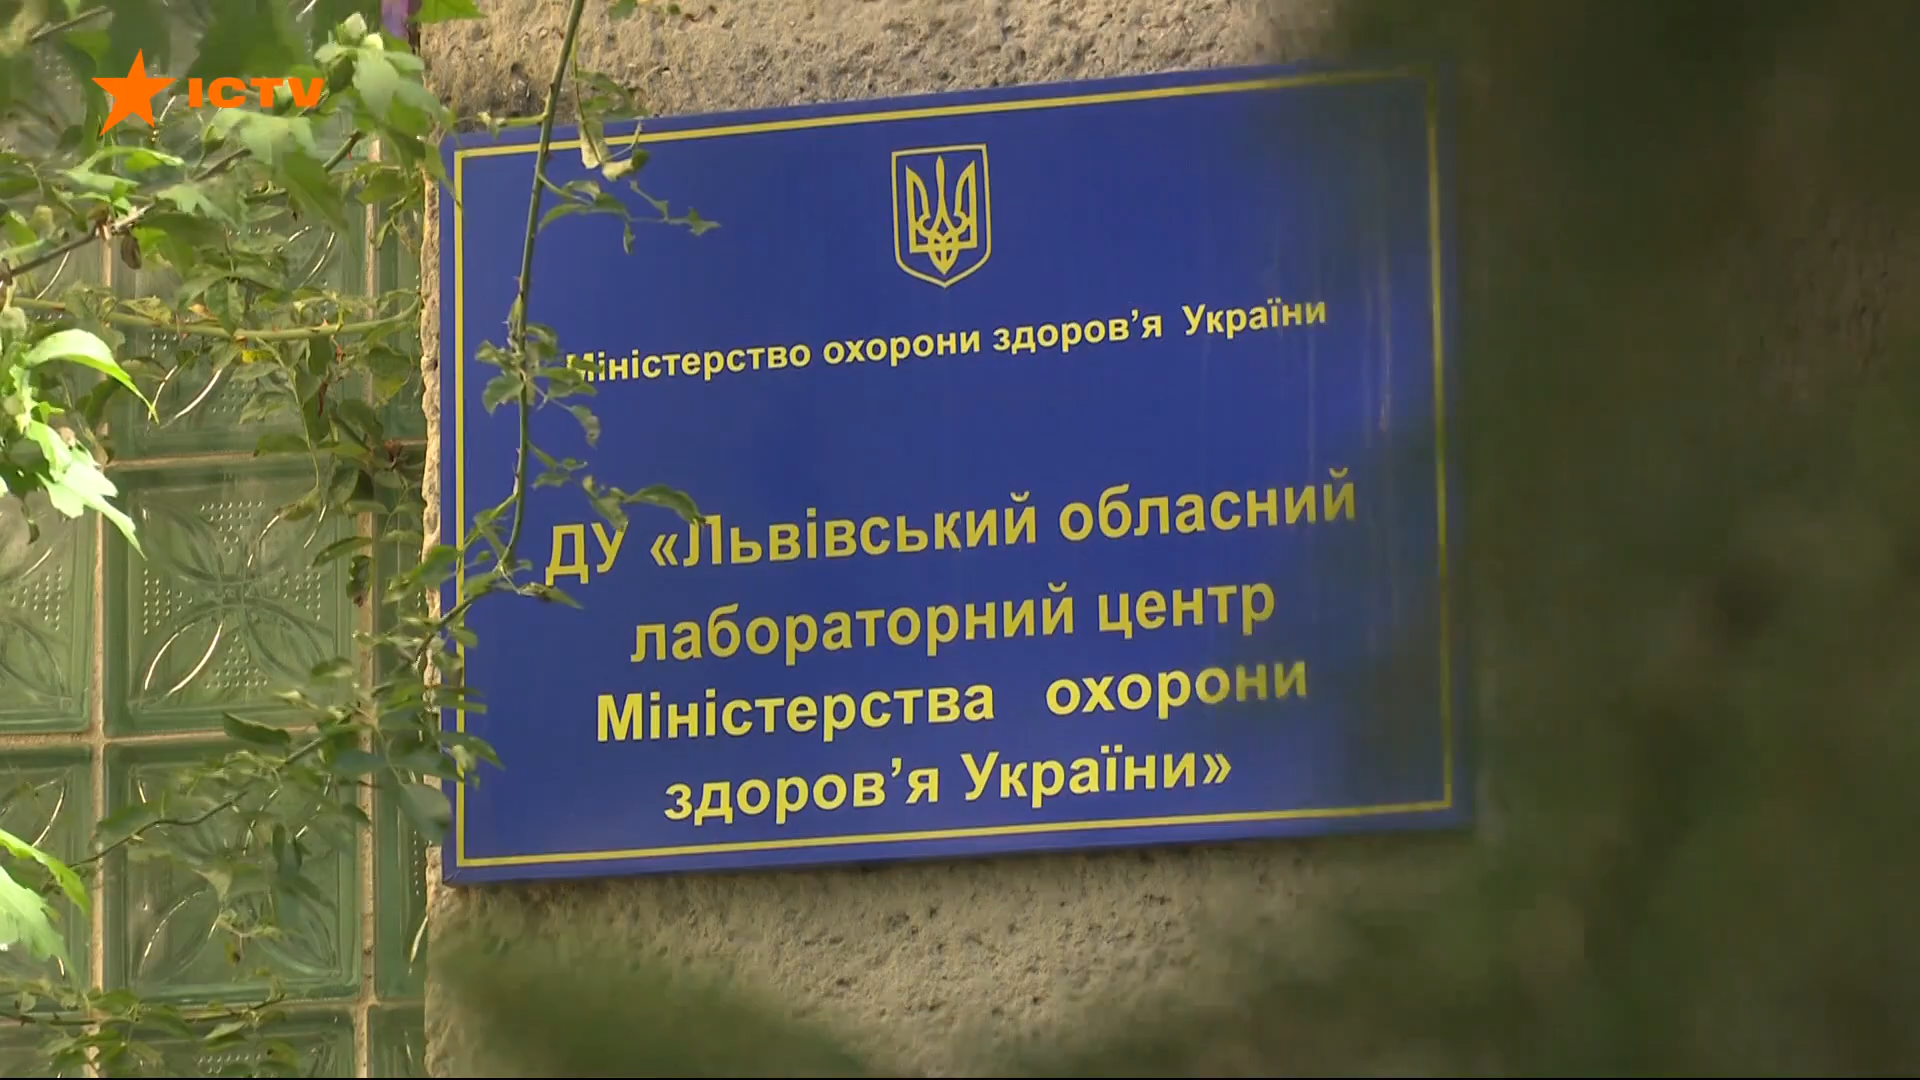 ICTV
Міністерство охорони здоров’я України
ДУ «Львівський обласний
лабораторний центр
Міністерства охорони
здоров’я України»